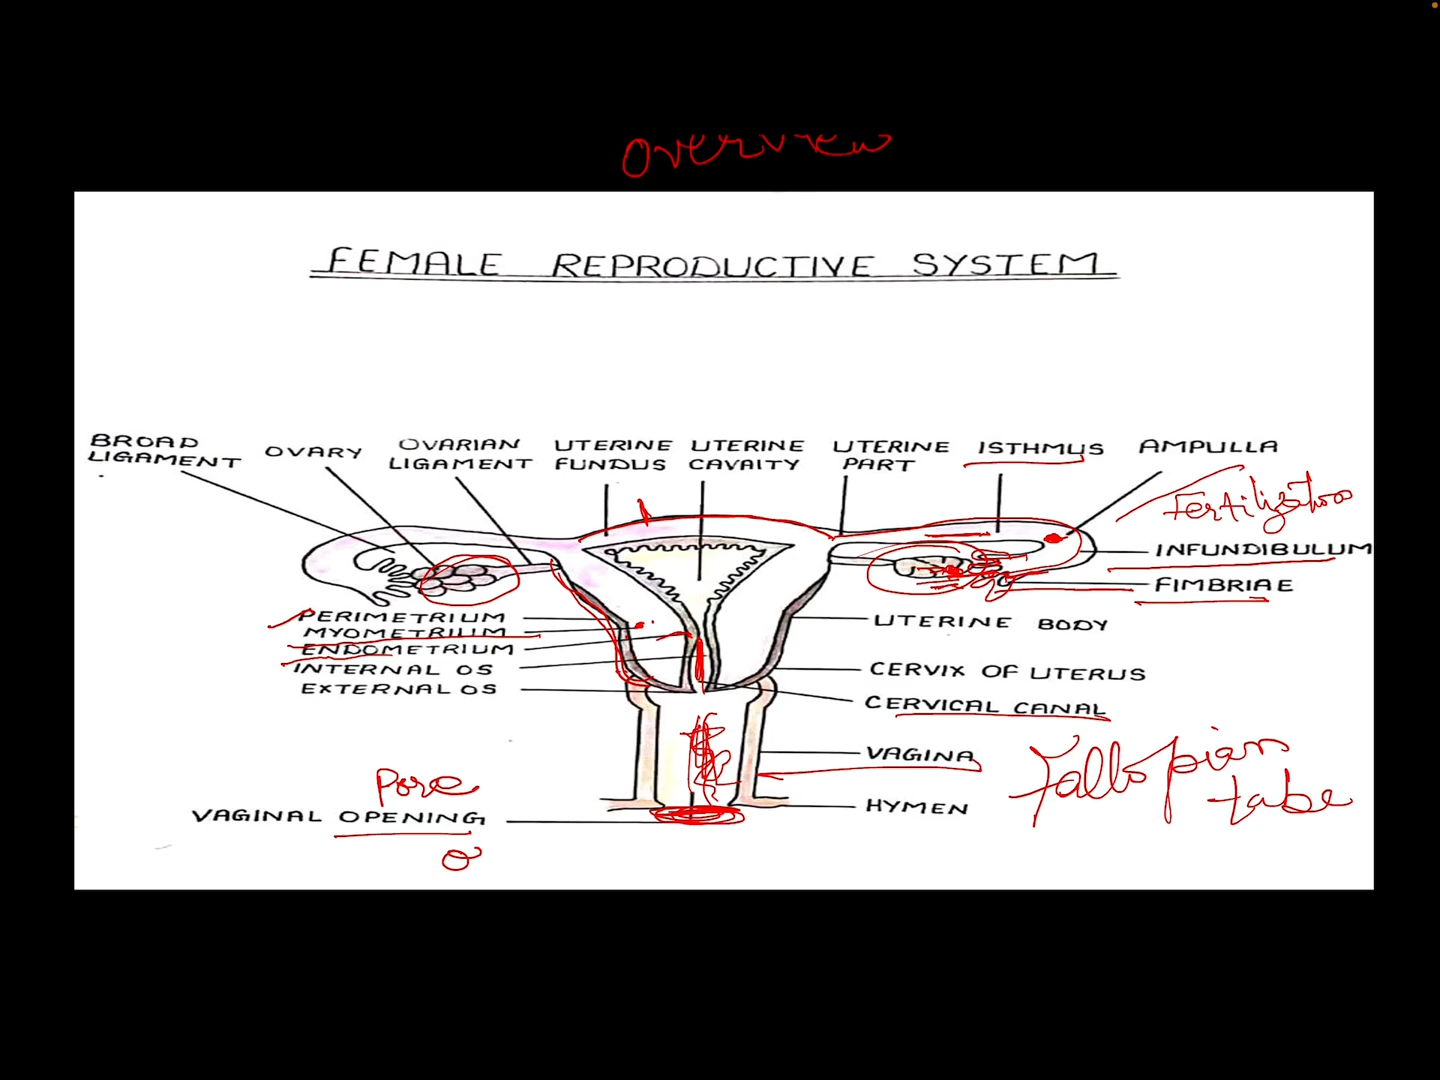 Overview
FEMALE REPRODUCTIVE SYSTEM
BROAD LIGAMENT
OVARY
OVARIAN LIGAMENT
UTERINE FUNDUS
UTERINE CAVAITY
UTERINE PART
ISTHMUS
AMPULLA
Fertilization
INFUNDIBULUM
FIMBRIAE
PERIMETRIUM
MYOMETRIUM
ENDOMETRIUM
INTERNAL OS
EXTERNAL OS
UTERINE BODY
CERVIX OF UTERUS
CERVICAL CANAL
VAGINA
HYMEN
Fallopian
tube
Pore
VAGINAL OPENING